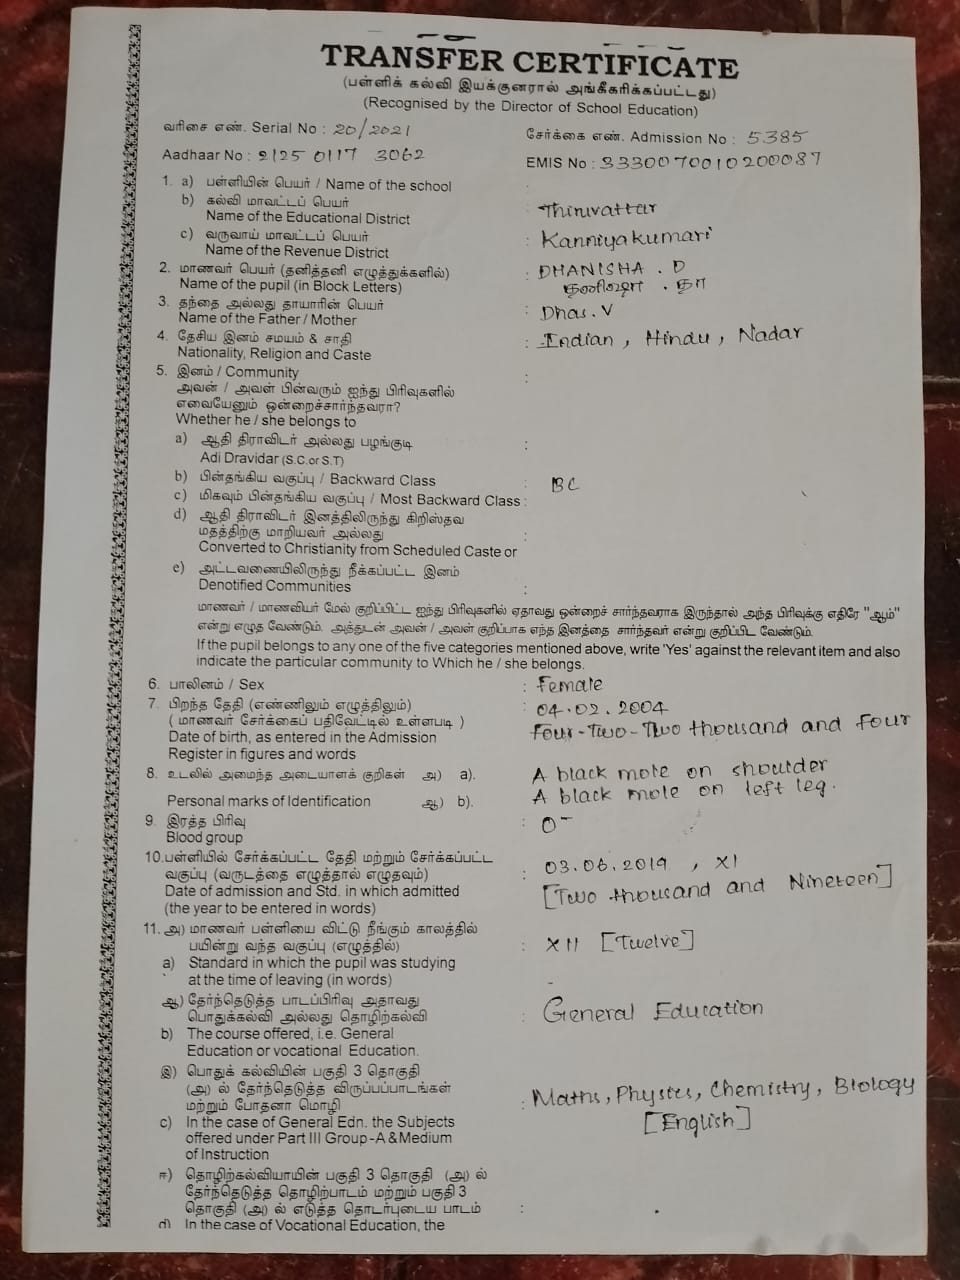 TRANSFER CERTIFICATE
(பள்ளிக் கல்வி இயக்குனரால் அங்கீகரிக்கப்பட்டது)
(Recognised by the Director of School Education)
வரிசை எண். Serial No : 20/2021
சேர்க்கை எண். Admission No : 5385
Aadhaar No : 2125 0117 3062
EMIS No : 3330070010200087
1. a) பள்ளியின் பெயர் / Name of the school :
b) கல்வி மாவட்டப் பெயர்
Name of the Educational District : Thiruvattar
c) வருவாய் மாவட்டப் பெயர்
Name of the Revenue District : Kanniyakumari
2. மாணவர் பெயர் (தனித்தனி எழுத்துக்களில்) : DHANISHA . D
Name of the pupil (in Block Letters) தனிஷா . தா
3. தந்தை அல்லது தாயாரின் பெயர் : Dhas. V
Name of the Father / Mother
4. தேசிய இனம் சமயம் & சாதி : Indian , Hindu , Nadar
Nationality, Religion and Caste
5. இனம் / Community :
அவன் / அவள் பின்வரும் ஐந்து பிரிவுகளில்
எவையேனும் ஒன்றைச்சார்ந்தவரா?
Whether he / she belongs to
a) ஆதி திராவிடர் அல்லது பழங்குடி :
Adi Dravidar (S.C.or S.T)
b) பின்தங்கிய வகுப்பு / Backward Class : BC
c) மிகவும் பின்தங்கிய வகுப்பு / Most Backward Class :
d) ஆதி திராவிடர் இனத்திலிருந்து கிறிஸ்தவ
மதத்திற்கு மாறியவர் அல்லது :
Converted to Christianity from Scheduled Caste or
e) அட்டவணையிலிருந்து நீக்கப்பட்ட இனம்
Denotified Communities :
மாணவர் / மாணவியர் மேல் குறிப்பிட்ட ஐந்து பிரிவுகளில் ஏதாவது ஒன்றைச் சார்ந்தவராக இருந்தால் அந்த பிரிவுக்கு எதிரே "ஆம்"
என்று எழுத வேண்டும். அத்துடன் அவன் / அவள் குறிப்பாக எந்த இனத்தை சார்ந்தவர் என்று குறிப்பிட வேண்டும்.
If the pupil belongs to any one of the five categories mentioned above, write 'Yes' against the relevant item and also
indicate the particular community to Which he / she belongs.
6. பாலினம் / Sex : Female
7. பிறந்த தேதி (எண்ணிலும் எழுத்திலும்) : 04.02.2004
( மாணவர் சேர்க்கைப் பதிவேட்டில் உள்ளபடி ) Four-Two-Two thousand and Four
Date of birth, as entered in the Admission
Register in figures and words
8. உடலில் அமைந்த அடையாளக் குறிகள் அ) a). A black mole on shoulder
Personal marks of Identification ஆ) b). A black mole on left leg.
9. இரத்த பிரிவு : O-
Blood group
10.பள்ளியில் சேர்க்கப்பட்ட தேதி மற்றும் சேர்க்கப்பட்ட
வகுப்பு (வருடத்தை எழுத்தால் எழுதவும்) : 03.06.2019 , XI
Date of admission and Std. in which admitted [Two thousand and Nineteen]
(the year to be entered in words)
11. அ) மாணவர் பள்ளியை விட்டு நீங்கும் காலத்தில்
பயின்று வந்த வகுப்பு (எழுத்தில்) : XII [Twelve]
a) Standard in which the pupil was studying
at the time of leaving (in words)
ஆ) தேர்ந்தெடுத்த பாடப்பிரிவு அதாவது
பொதுக்கல்வி அல்லது தொழிற்கல்வி : General Education
b) The course offered, i.e. General
Education or vocational Education.
இ) பொதுக் கல்வியின் பகுதி 3 தொகுதி
(அ) ல் தேர்ந்தெடுத்த விருப்பப்பாடங்கள்
மற்றும் போதனா மொழி : Maths, Physics, Chemistry, Biology
c) In the case of General Edn. the Subjects [English]
offered under Part III Group -A & Medium
of Instruction
ஈ) தொழிற்கல்வியாயின் பகுதி 3 தொகுதி (அ) ல்
தேர்ந்தெடுத்த தொழிற்பாடம் மற்றும் பகுதி 3
தொகுதி (அ) ல் எடுத்த தொடர்புடைய பாடம் :
d) In the case of Vocational Education, the